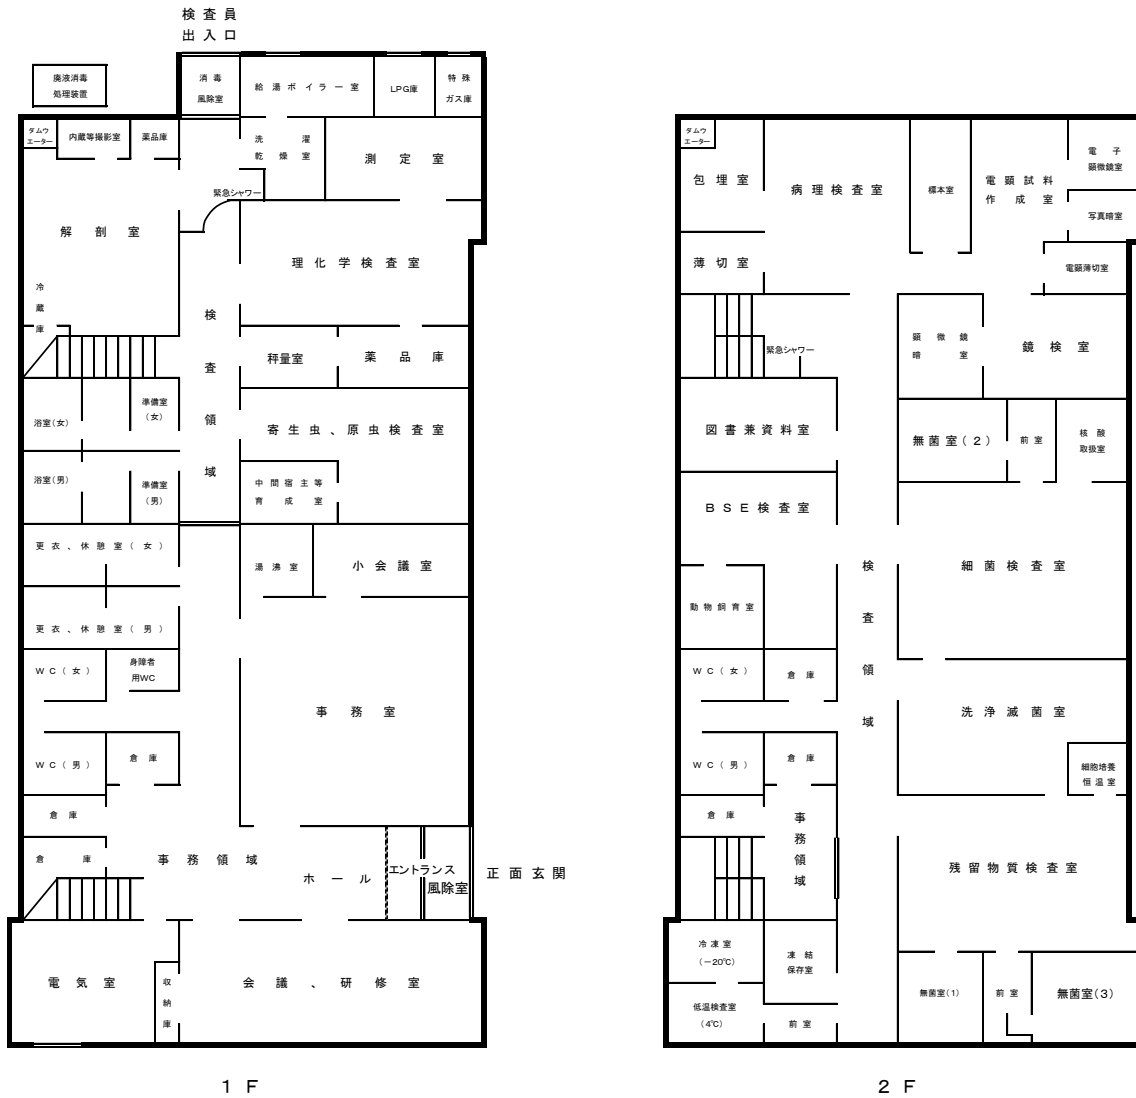 検査員
出入口
廃液消毒
処理装置
消毒
風除室
給湯ボイラー室
LPG庫
特殊
ガス庫
ダムウ
エーター
内蔵等撮影室
薬品庫
洗濯
乾燥室
測定室
緊急シャワー
解剖室
理化学検査室
冷蔵庫
検査領域
秤量室
薬品庫
浴室(女)
準備室
(女)
寄生虫、原虫検査室
浴室(男)
準備室
(男)
中間宿主等
育成室
更衣、休憩室(女)
湯沸室
小会議室
更衣、休憩室(男)
WC(女)
身障者
用WC
事務室
WC(男)
倉庫
倉庫
倉庫
事務領域
ホール
エントランス
風除室
正面玄関
電気室
収納庫
会議、研修室
1F
ダムウ
エーター
包埋室
病理検査室
標本室
電顕試料
作成室
電子
顕微鏡室
写真暗室
薄切室
電顕薄切室
緊急シャワー
顕微鏡
暗室
鏡検室
図書兼資料室
無菌室(2)
前室
核酸
取扱室
BSE検査室
検査領域
細菌検査室
動物飼育室
WC(女)
倉庫
洗浄滅菌室
WC(男)
倉庫
細胞培養
恒温室
倉庫
事務領域
残留物質検査室
冷凍室
(-20℃)
凍結
保存室
低温検査室
(4℃)
前室
無菌室(1)
前室
無菌室(3)
2F